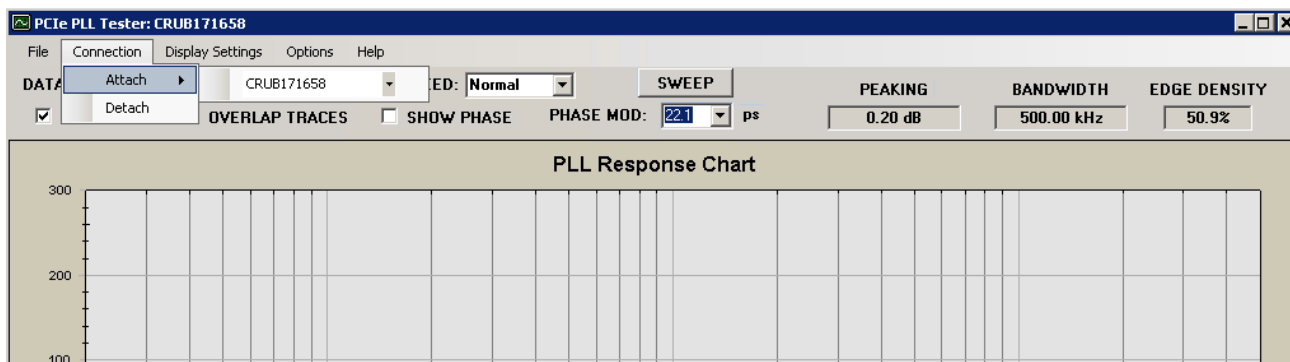 PCIe PLL Tester: CRUB171658
File Connection Display Settings Options Help
Attach CRUB171658
Detach
DATA EED: Normal SWEEP PEAKING BANDWIDTH EDGE DENSITY
OVERLAP TRACES SHOW PHASE PHASE MOD: 22.1 ps 0.20 dB 500.00 kHz 50.9%
PLL Response Chart
300
200
100